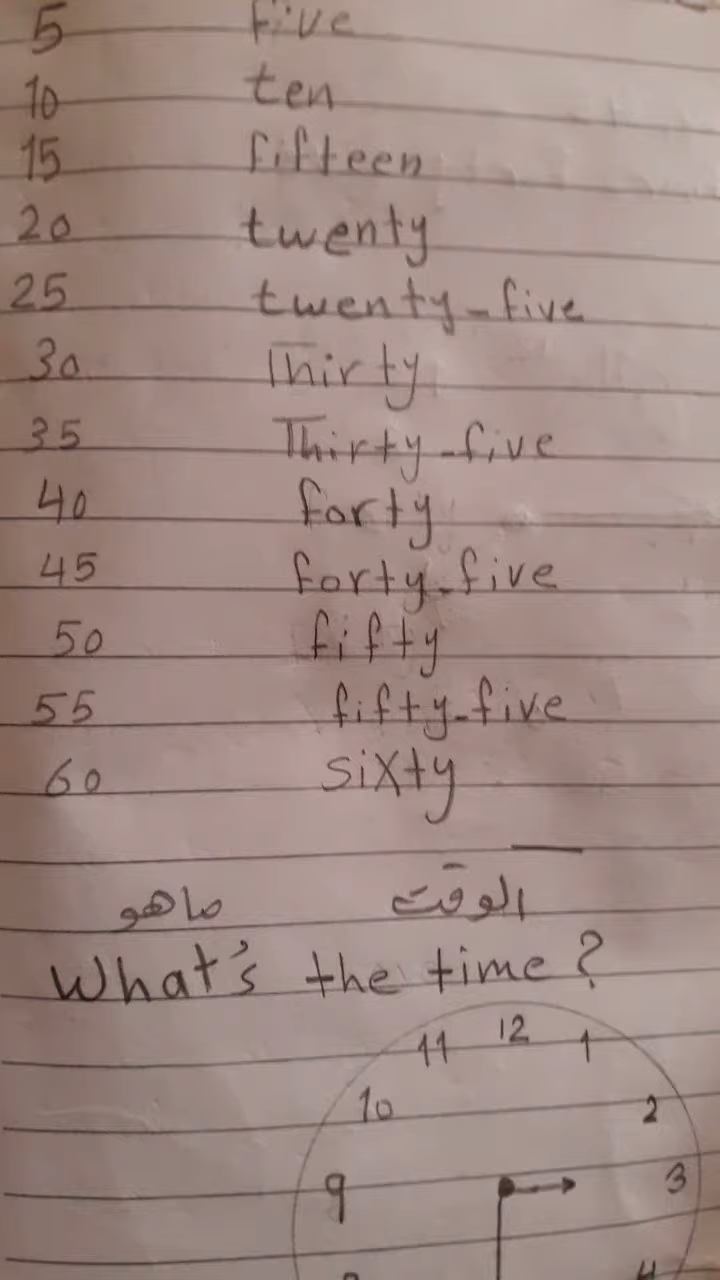 5 five
10 ten
15 fifteen
20 twenty
25 twenty-five
30 Thirty
35 Thirty-five
40 forty
45 forty-five
50 fifty
55 fifty-five
60 sixty
ماهو الوقت
What's the time?
11 12 1
10 2
9 3
4